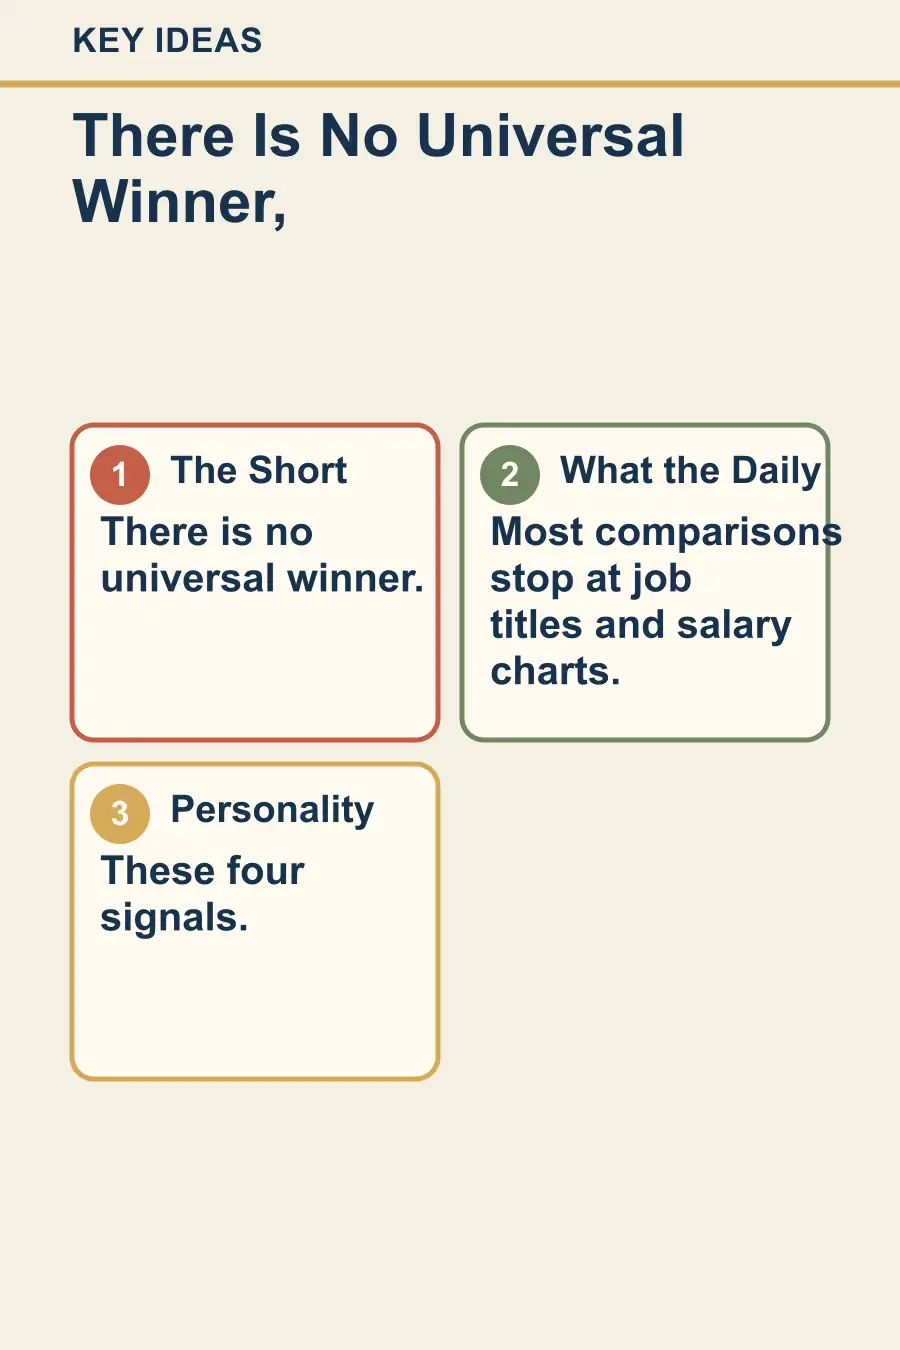 KEY IDEAS
There Is No Universal
Winner,
1
The Short
There is no
universal winner.
2
What the Daily
Most comparisons
stop at job
titles and salary
charts.
3
Personality
These four
signals.